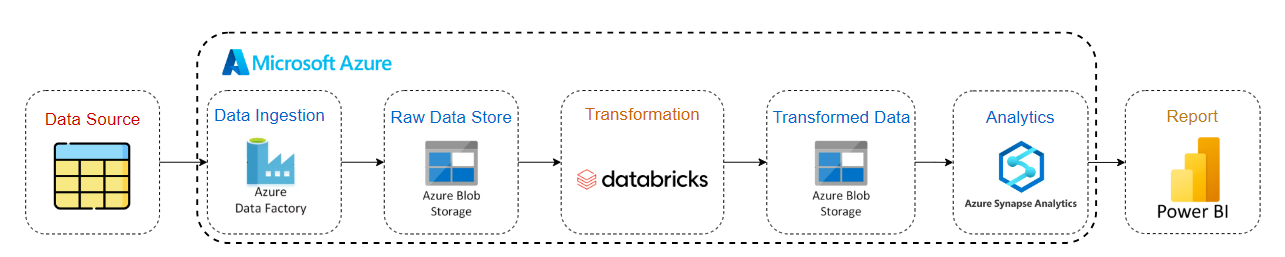 Microsoft Azure
Data Source
Data Ingestion
Azure
Data Factory
Raw Data Store
Azure Blob
Storage
Transformation
databricks
Transformed Data
Azure Blob
Storage
Analytics
Azure Synapse Analytics
Report
Power BI